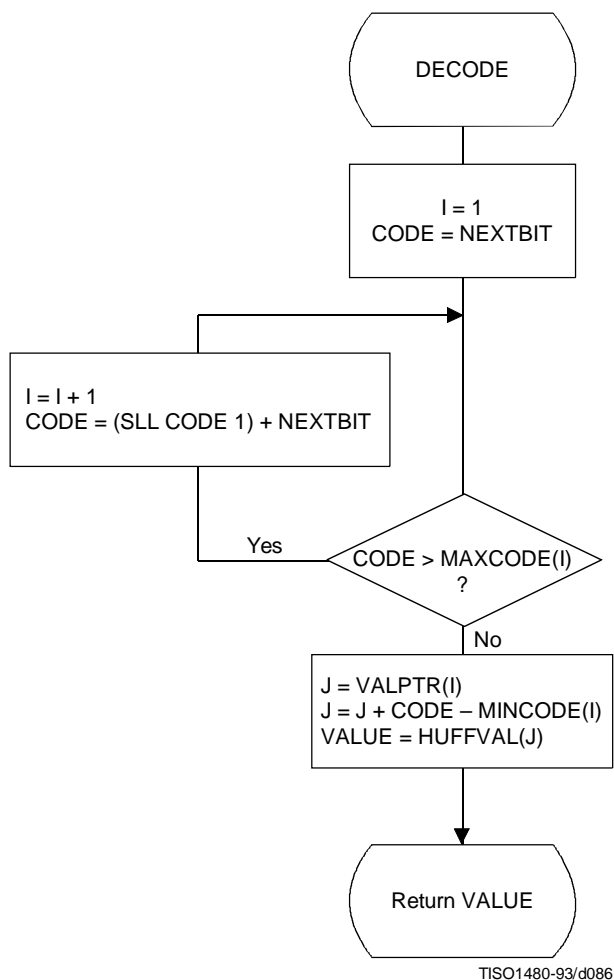 DECODE
I = 1
CODE = NEXTBIT
I = I + 1
CODE = (SLL CODE 1) + NEXTBIT
Yes
CODE > MAXCODE(I)
?
No
J = VALPTR(I)
J = J + CODE – MINCODE(I)
VALUE = HUFFVAL(J)
Return VALUE
TISO1480-93/d086